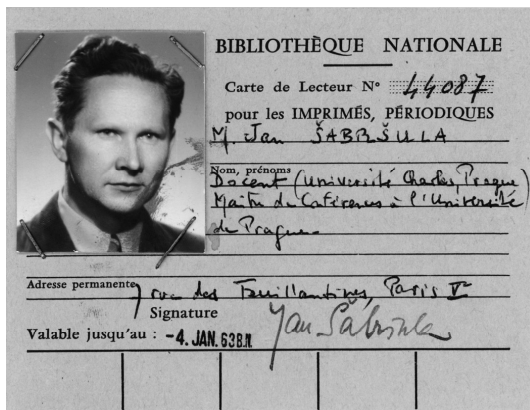 BIBLIOTHÈQUE NATIONALE
Carte de Lecteur Nº 44087
pour les IMPRIMÉS, PÉRIODIQUES
M. Jan ŠABRŠULA
Nom, prénoms
Docent (Université Charles, Prague)
Maître de Conférences à l'Université
de Prague
Adresse permanente 7 rue des Feuillantines, Paris V
Signature
Jan Šabršula
Valable jusqu'au : -4. JAN. 63 B.N.